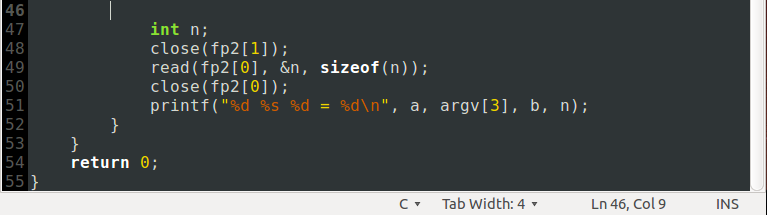 46
47             int n;
48             close(fp2[1]);
49             read(fp2[0], &n, sizeof(n));
50             close(fp2[0]);
51             printf("%d %s %d = %d\n", a, argv[3], b, n);
52         }
53     }
54     return 0;
55 }
C Tab Width: 4 Ln 46, Col 9 INS